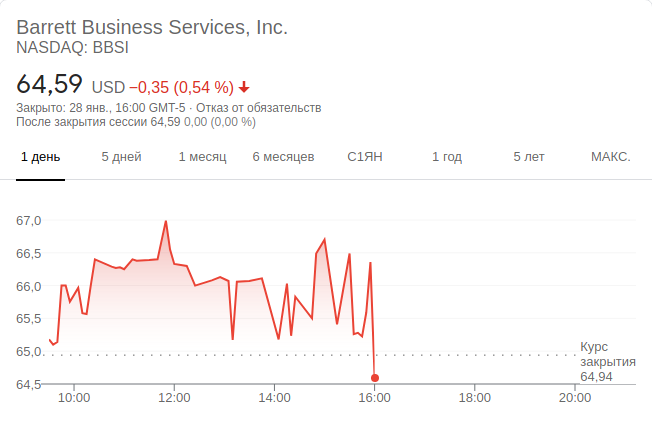 Barrett Business Services, Inc.
NASDAQ: BBSI
64,59 USD −0,35 (0,54 %)
Закрыто: 28 янв., 16:00 GMT-5 · Отказ от обязательств
После закрытия сессии 64,59 0,00 (0,00 %)
1 день 5 дней 1 месяц 6 месяцев С1ЯН 1 год 5 лет МАКС.
67,0
66,5
66,0
65,5
65,0
Курс
закрытия
64,94
64,5
10:00 12:00 14:00 16:00 18:00 20:00